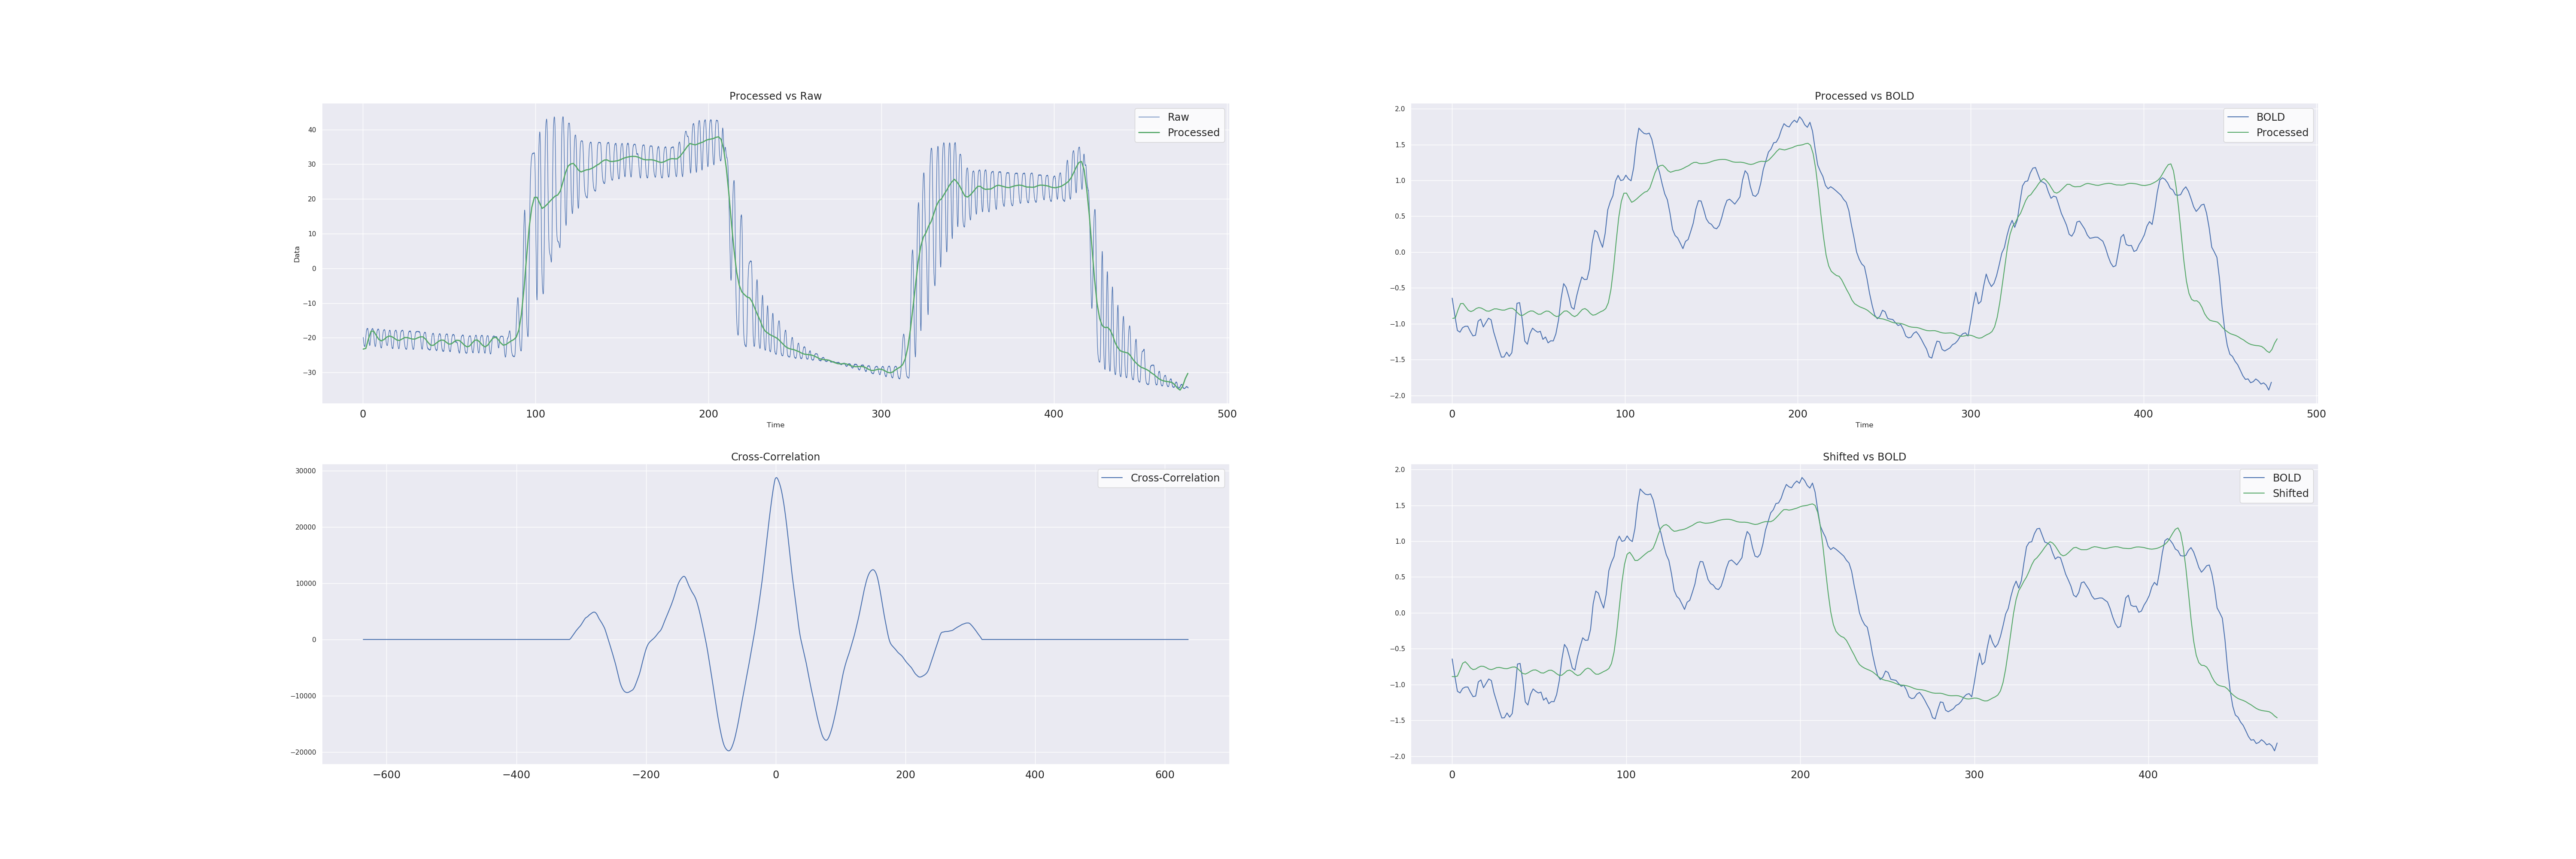 Processed vs Raw
Raw
Processed
40
30
20
10
0
−10
−20
−30
Data
0 100 200 300 400 500
Time
Processed vs BOLD
BOLD
Processed
2.0
1.5
1.0
0.5
0.0
−0.5
−1.0
−1.5
−2.0
0 100 200 300 400 500
Time
Cross-Correlation
Cross-Correlation
30000
20000
10000
0
−10000
−20000
−600 −400 −200 0 200 400 600
Shifted vs BOLD
BOLD
Shifted
2.0
1.5
1.0
0.5
0.0
−0.5
−1.0
−1.5
−2.0
0 100 200 300 400